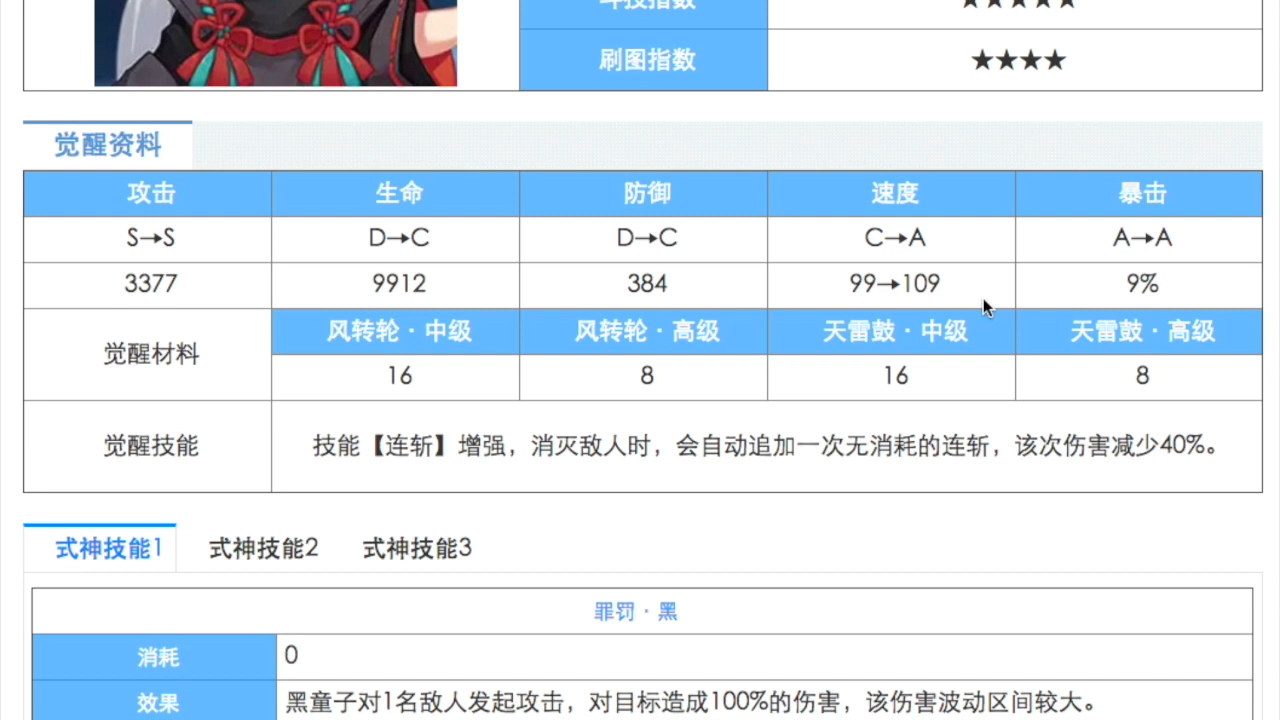 斗技指数 ★★★★★
刷图指数 ★★★★
觉醒资料
攻击 生命 防御 速度 暴击
S→S D→C D→C C→A A→A
3377 9912 384 99→109 9%
觉醒材料 风转轮·中级 风转轮·高级 天雷鼓·中级 天雷鼓·高级
16 8 16 8
觉醒技能 技能【连斩】增强，消灭敌人时，会自动追加一次无消耗的连斩，该次伤害减少40%。
式神技能1 式神技能2 式神技能3
罪罚·黑
消耗 0
效果 黑童子对1名敌人发起攻击，对目标造成100%的伤害，该伤害波动区间较大。